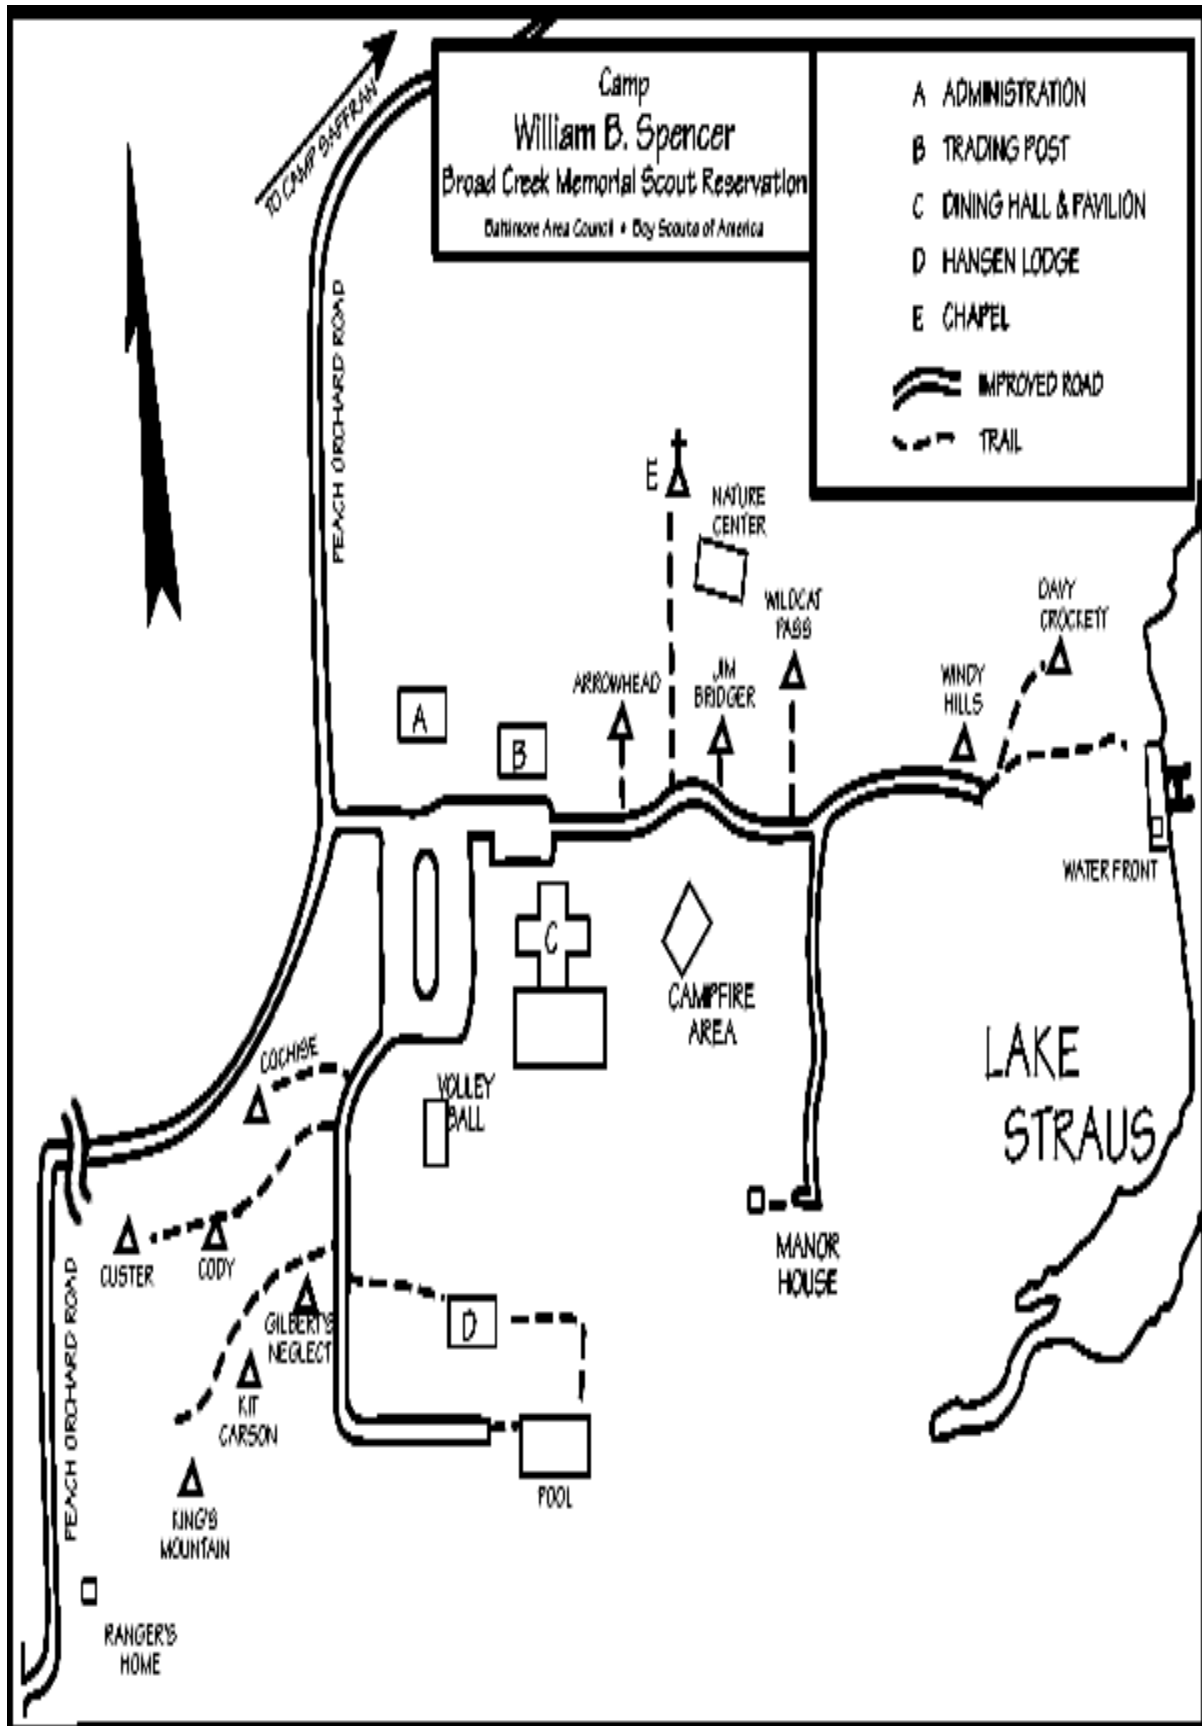 TO CAMP SAFFRAN
Camp
William B. Spencer
Broad Creek Memorial Scout Reservation
Baltimore Area Council • Boy Scouts of America
A ADMINISTRATION
B TRADING POST
C DINING HALL & PAVILION
D HANSEN LODGE
E CHAPEL
IMPROVED ROAD
TRAIL
PEACH ORCHARD ROAD
E
NATURE
CENTER
WILDCAT
PASS
DAVY
CROCKETT
ARROWHEAD
JIM
BRIDGER
WINDY
HILLS
A
B
WATER FRONT
C
CAMPFIRE
AREA
LAKE
STRAUS
COCHISE
VOLLEY
BALL
CUSTER
CODY
MANOR
HOUSE
GILBERT'S
NEGLECT
D
KIT
CARSON
PEACH ORCHARD ROAD
POOL
KING'S
MOUNTAIN
RANGER'S
HOME